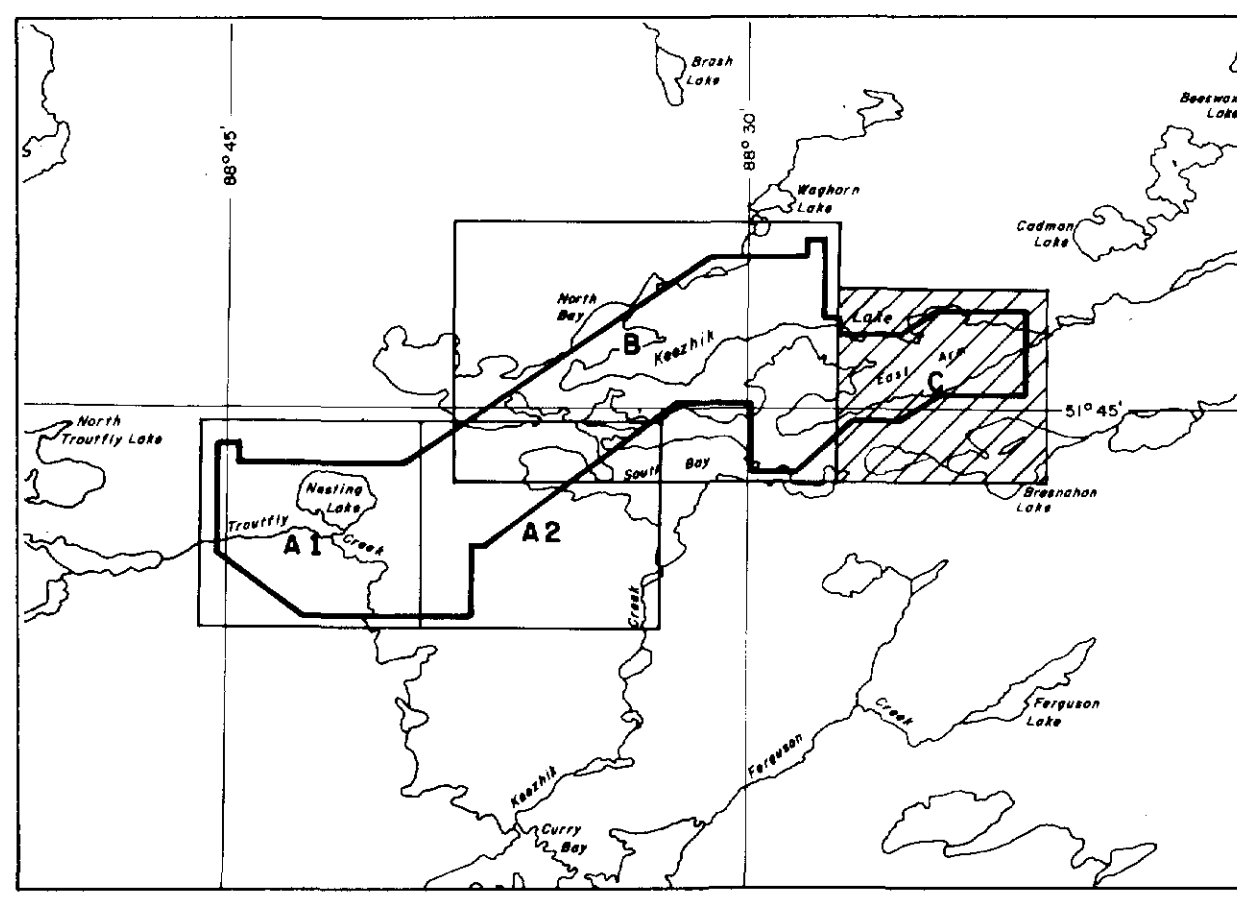 Brash
Lake
Beeswax
Lake
88° 45'
88° 30'
Waghorn
Lake
Cadman
Lake
North
Bay
Lake
B
Keezhik
East Arm
C
51° 45'
North
Troutfly Lake
South Bay
Nesting
Lake
Bresnahan
Lake
Troutfly
Creek
A1
A2
Creek
Creek
Ferguson
Lake
Ferguson
Keezhik
Curry
Bay